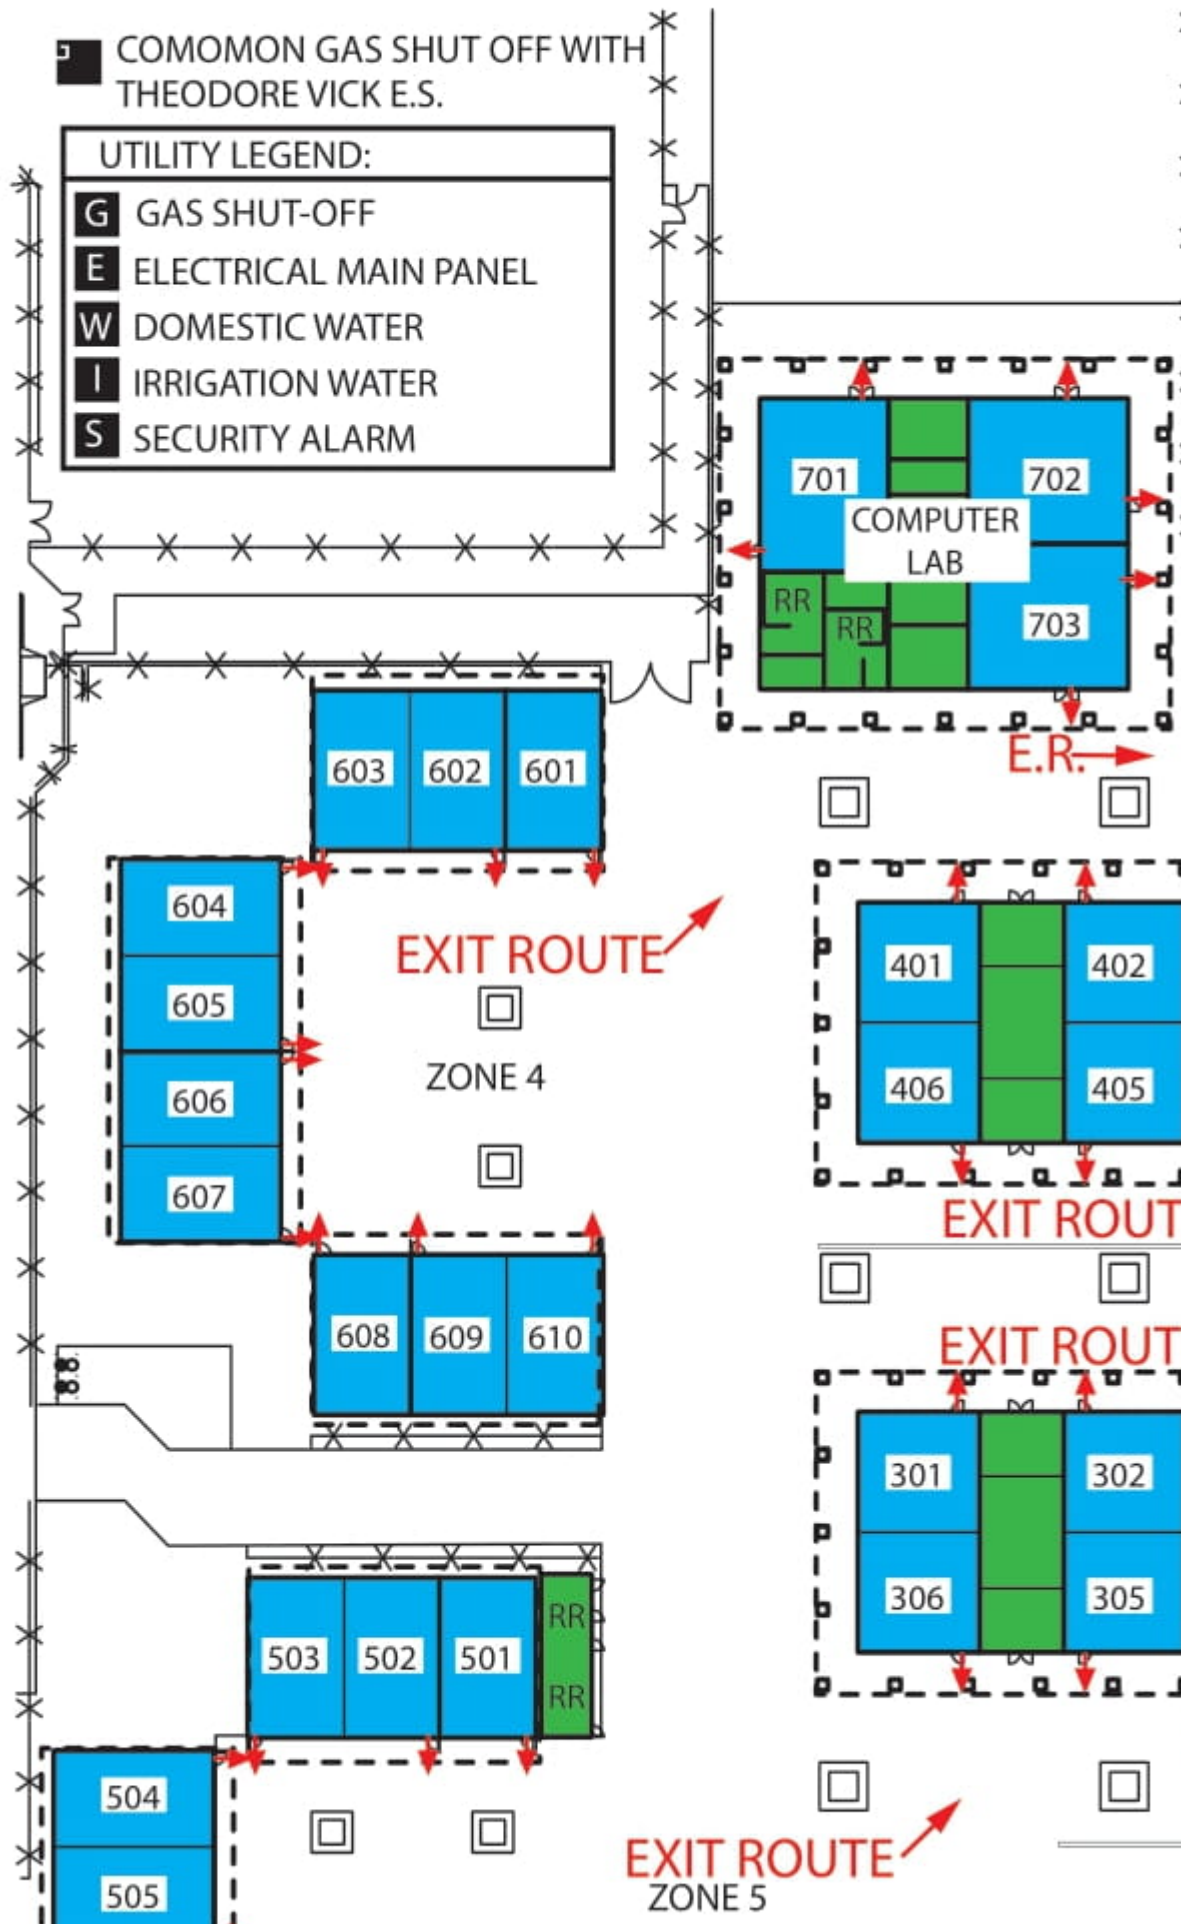 G
COMOMON GAS SHUT OFF WITH
THEODORE VICK E.S.
UTILITY LEGEND:
G GAS SHUT-OFF
E ELECTRICAL MAIN PANEL
W DOMESTIC WATER
I IRRIGATION WATER
S SECURITY ALARM
701
702
COMPUTER
LAB
RR
RR
703
E.R.
603 602 601
604
605
606
607
EXIT ROUTE
ZONE 4
401
402
406
405
EXIT ROUT
608 609 610
EXIT ROUT
301
302
306
305
503 502 501
RR
RR
504
505
EXIT ROUTE
ZONE 5